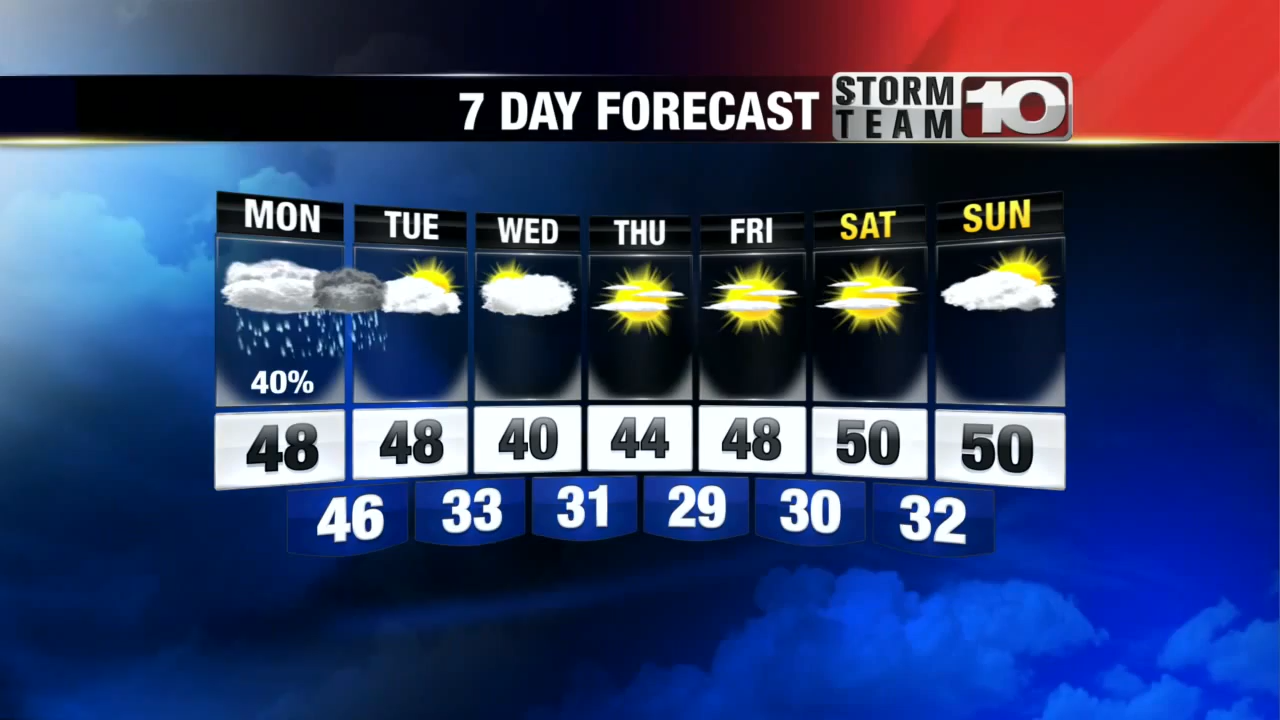 7 DAY FORECAST
STORM TEAM 10
MON TUE WED THU FRI SAT SUN
40%
48 48 40 44 48 50 50
46 33 31 29 30 32